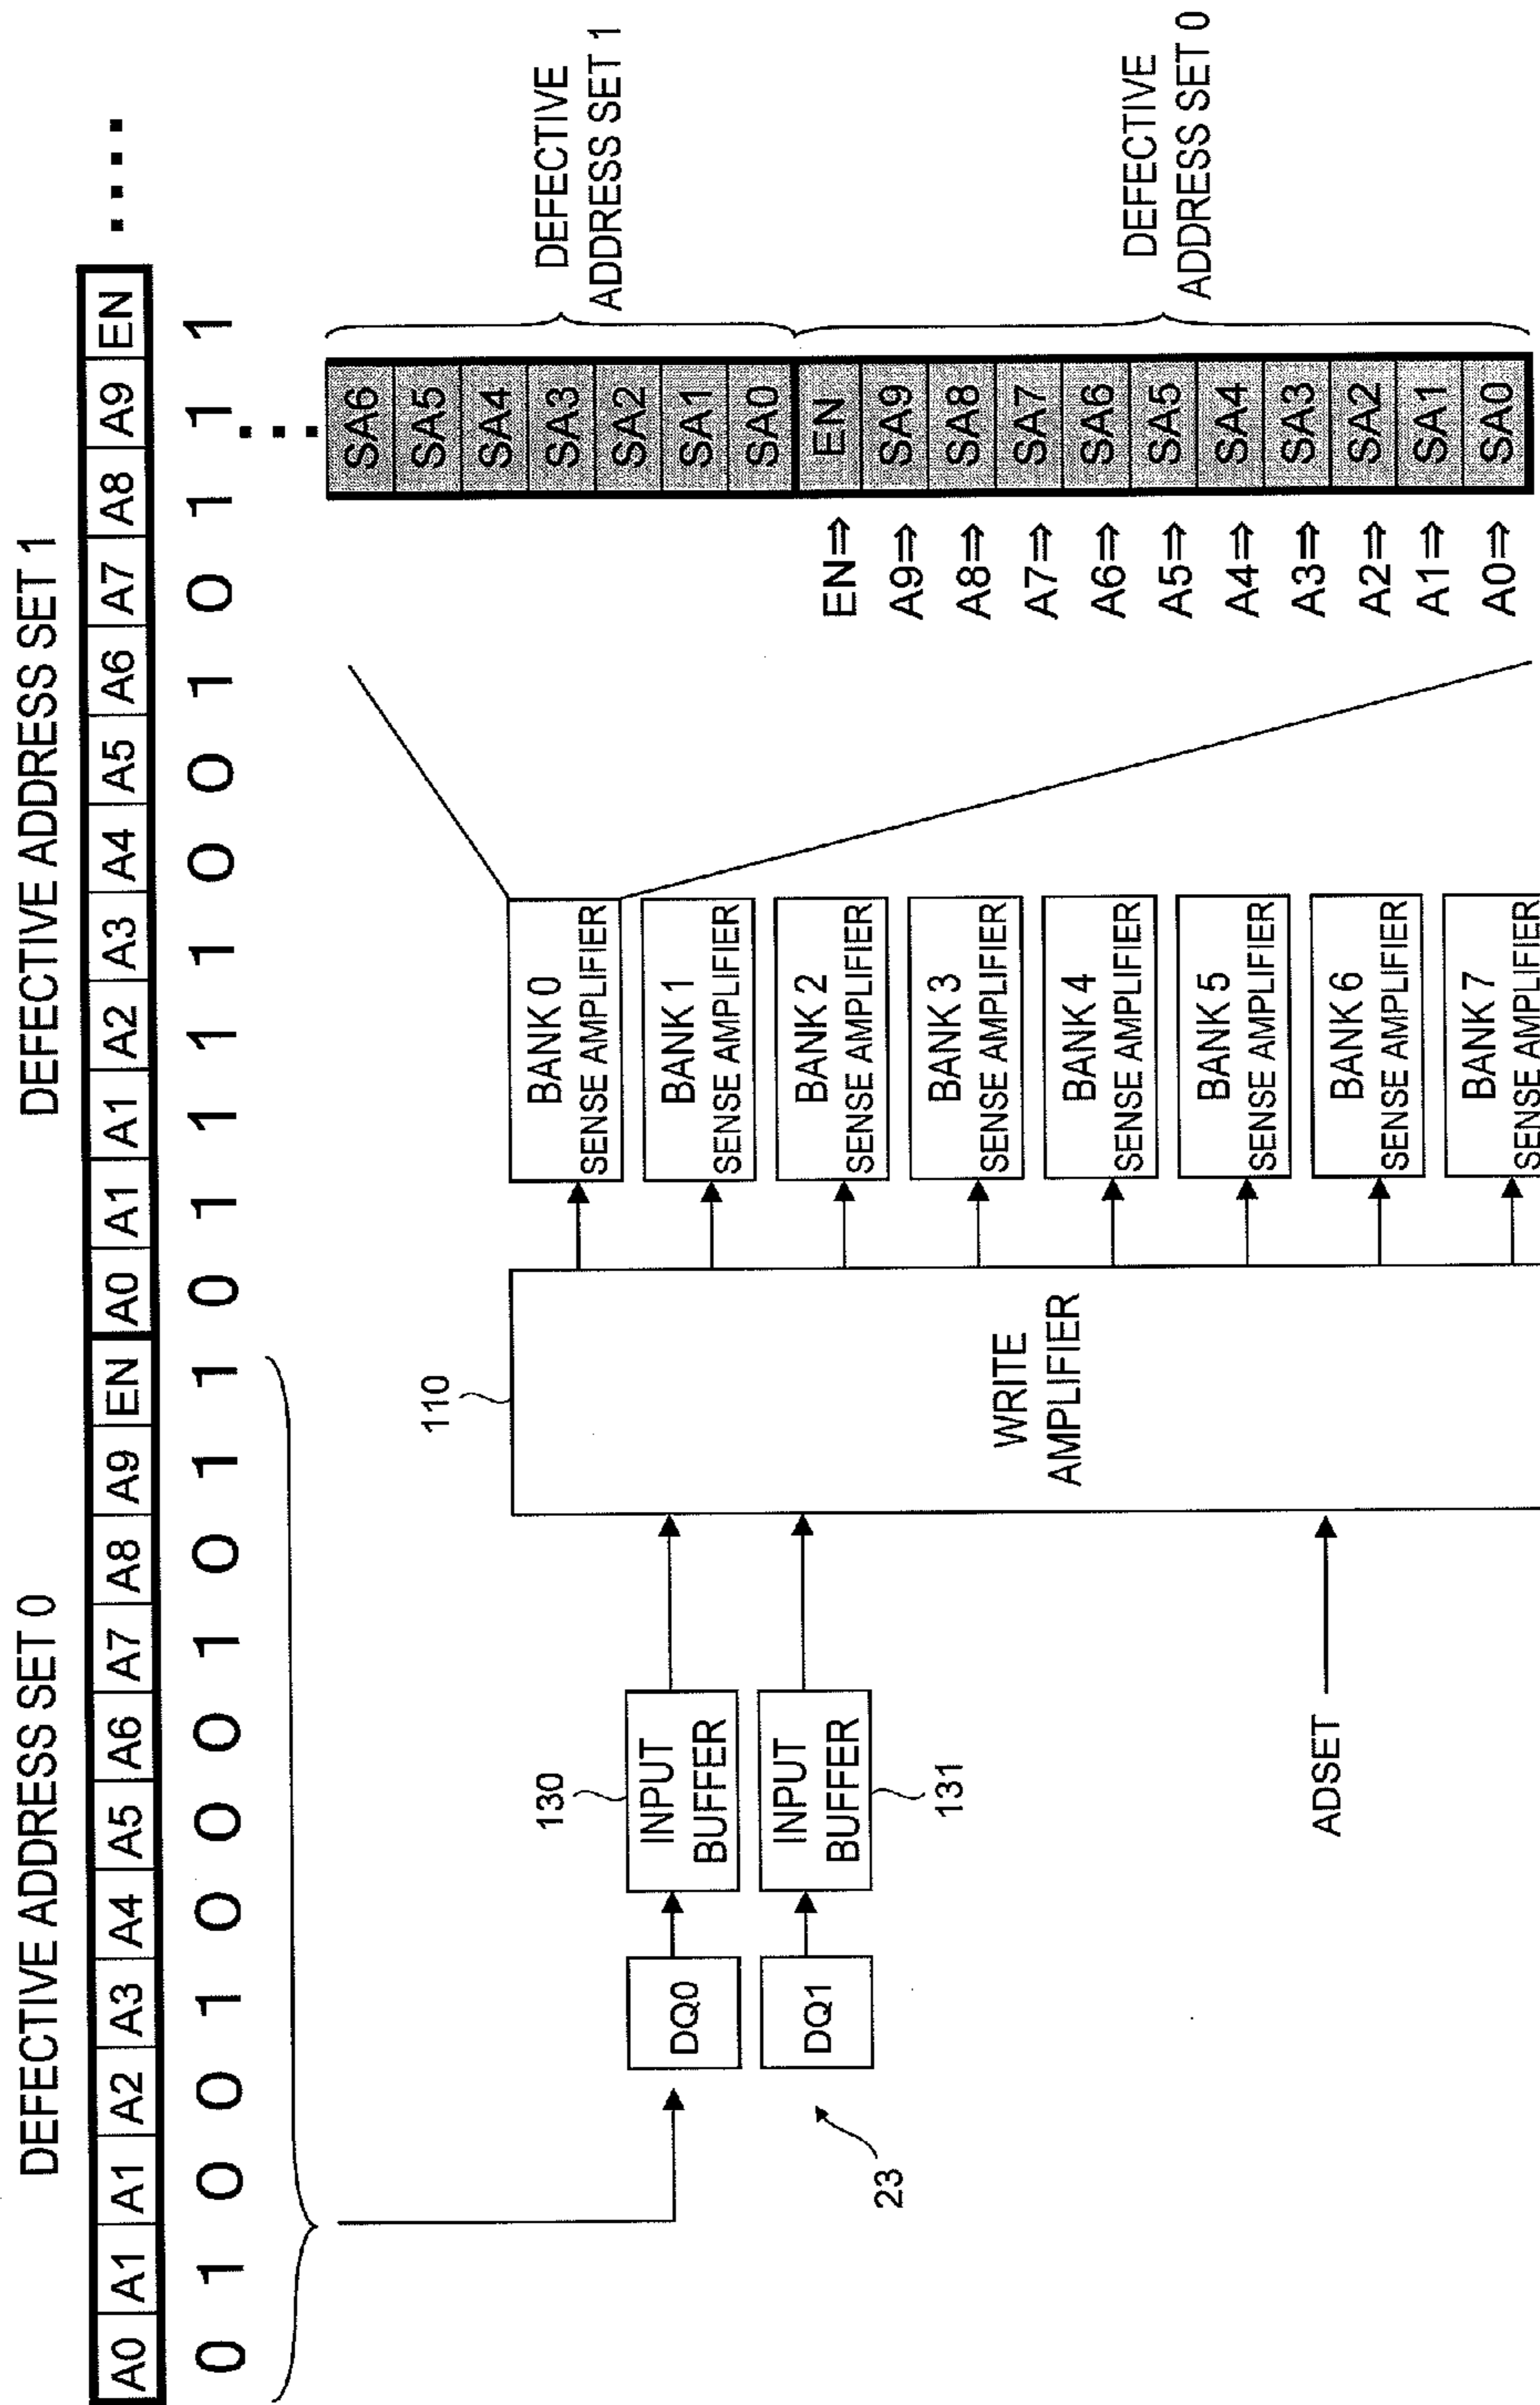 DEFECTIVE ADDRESS SET 0
DEFECTIVE ADDRESS SET 1
A0 A1 A1 A2 A3 A4 A5 A6 A7 A8 A9 EN A0 A1 A1 A2 A3 A4 A5 A6 A7 A8 A9 EN ....
0 1 0 0 1 0 0 0 1 0 1 1 0 1 1 1 1 0 0 1 0 1 1 1
DQ0
DQ1
23
130
INPUT
BUFFER
INPUT
BUFFER
131
ADSET
110
WRITE
AMPLIFIER
BANK 0
SENSE AMPLIFIER
BANK 1
SENSE AMPLIFIER
BANK 2
SENSE AMPLIFIER
BANK 3
SENSE AMPLIFIER
BANK 4
SENSE AMPLIFIER
BANK 5
SENSE AMPLIFIER
BANK 6
SENSE AMPLIFIER
BANK 7
SENSE AMPLIFIER
SA6
SA5
SA4
SA3
SA2
SA1
SA0
EN⇒ EN
A9⇒ SA9
A8⇒ SA8
A7⇒ SA7
A6⇒ SA6
A5⇒ SA5
A4⇒ SA4
A3⇒ SA3
A2⇒ SA2
A1⇒ SA1
A0⇒ SA0
DEFECTIVE
ADDRESS SET 1
DEFECTIVE
ADDRESS SET 0